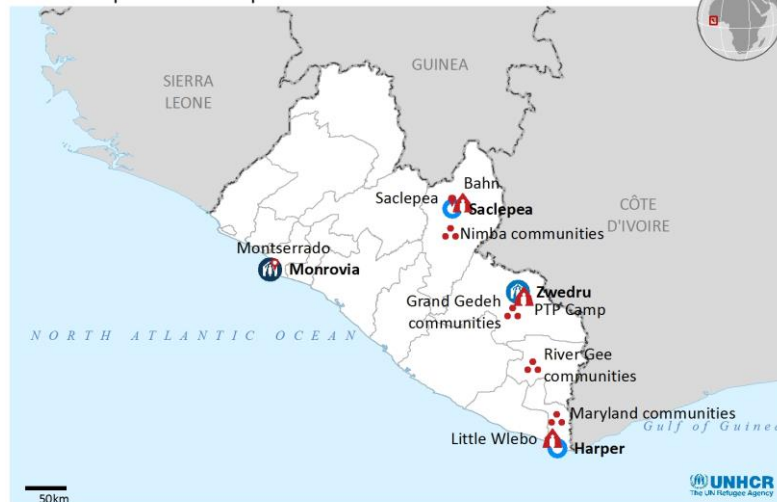 GUINEA
SIERRA
LEONE
Bahn
Saclepea
Saclepea
CÔTE
D'IVOIRE
Nimba communities
Montserrado
Monrovia
Zwedru
PTP Camp
Grand Gedeh
communities
NORTH ATLANTIC OCEAN
River Gee
communities
Maryland communities
Gulf of Guinea
Little Wlebo
Harper
50km
UNHCR
The UN Refugee Agency